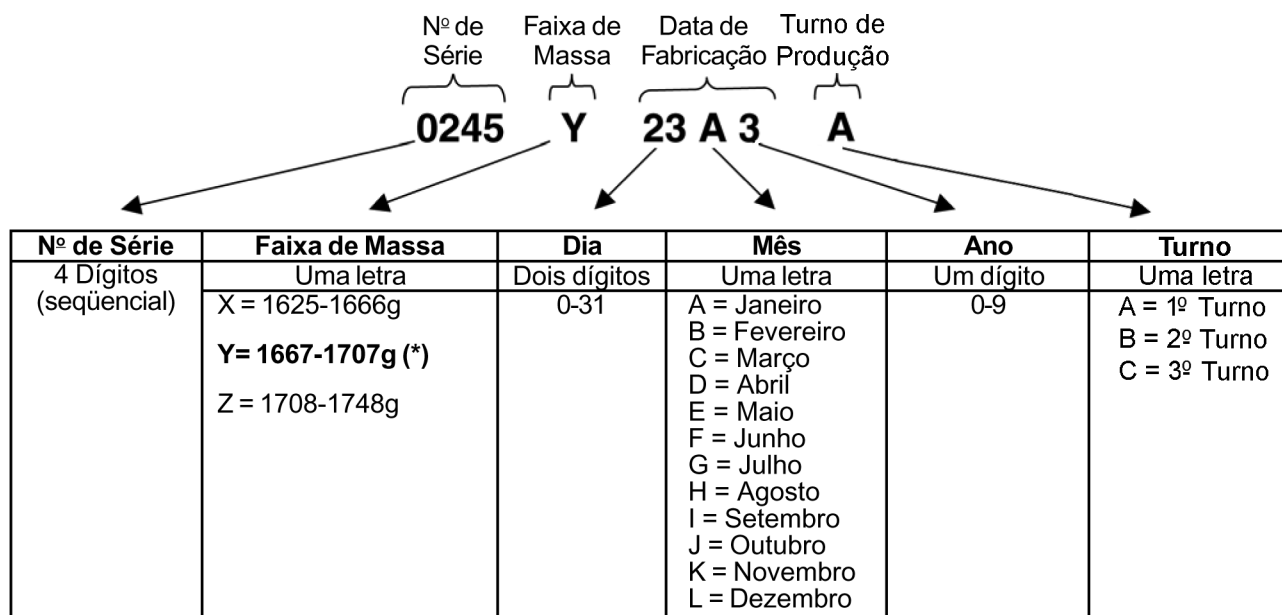 Nº de Série
Faixa de Massa
Data de Fabricação
Turno de Produção
0245 Y 23 A 3 A
Nº de Série Faixa de Massa Dia Mês Ano Turno
4 Dígitos (seqüencial)
Uma letra
X = 1625-1666g
Y= 1667-1707g (*)
Z = 1708-1748g
Dois dígitos
0-31
Uma letra
A = Janeiro
B = Fevereiro
C = Março
D = Abril
E = Maio
F = Junho
G = Julho
H = Agosto
I = Setembro
J = Outubro
K = Novembro
L = Dezembro
Um dígito
0-9
Uma letra
A = 1º Turno
B = 2º Turno
C = 3º Turno